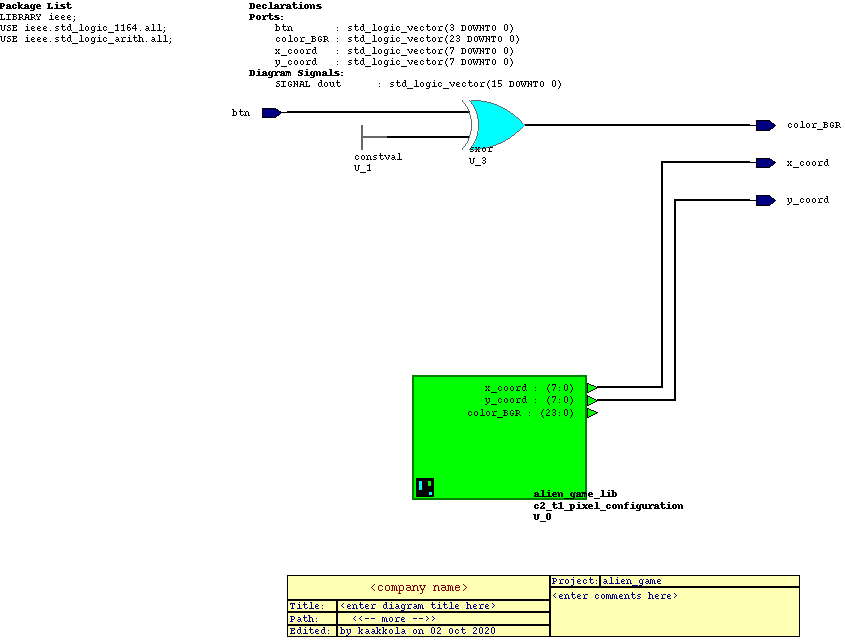 Package List
LIBRARY ieee;
USE ieee.std_logic_1164.all;
USE ieee.std_logic_arith.all;
Declarations
Ports:
btn : std_logic_vector(3 DOWNTO 0)
color_BGR : std_logic_vector(23 DOWNTO 0)
x_coord : std_logic_vector(7 DOWNTO 0)
y_coord : std_logic_vector(7 DOWNTO 0)
Diagram Signals:
SIGNAL dout : std_logic_vector(15 DOWNTO 0)
btn
color_BGR
constval
U_1
sxor
U_3
x_coord
y_coord
x_coord : (7:0)
y_coord : (7:0)
color_BGR : (23:0)
alien_game_lib
c2_t1_pixel_configuration
U_0
<company name>
Project: alien_game
<enter comments here>
Title: <enter diagram title here>
Path: <<-- more -->>
Edited: by kaakkola on 02 Oct 2020